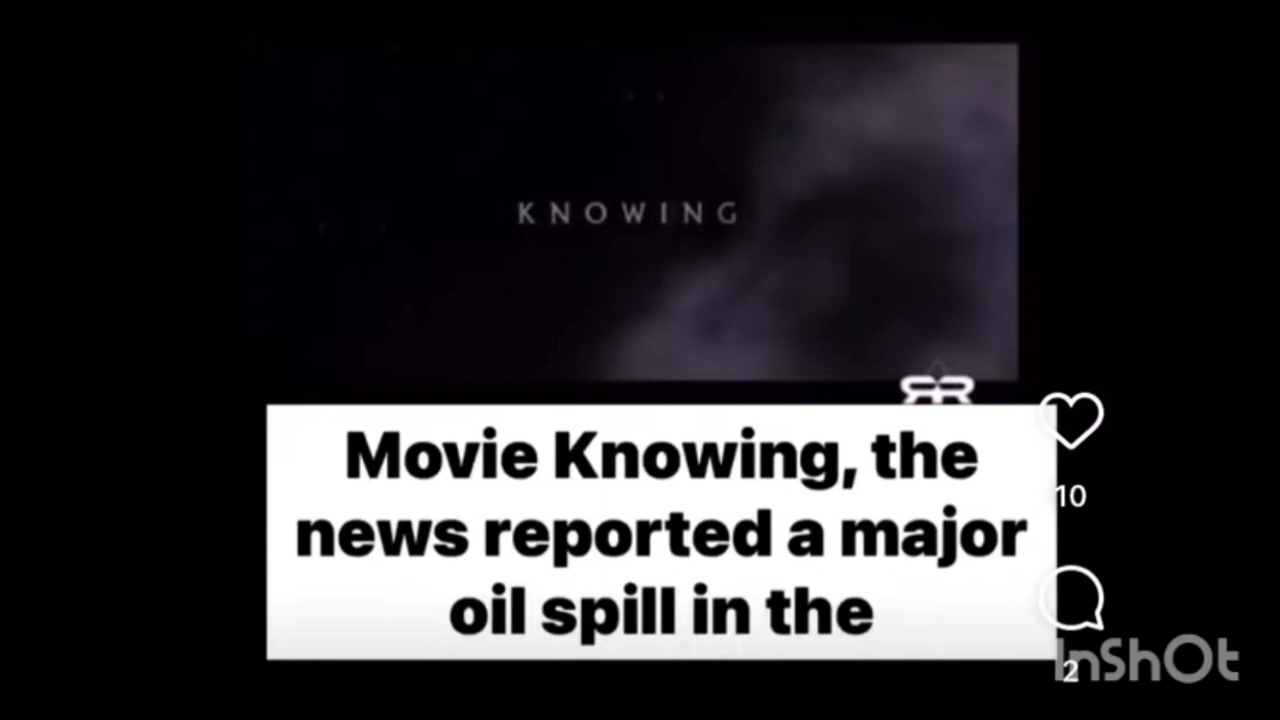 KNOWING
Movie Knowing, the
news reported a major
oil spill in the
10
2
InShOt